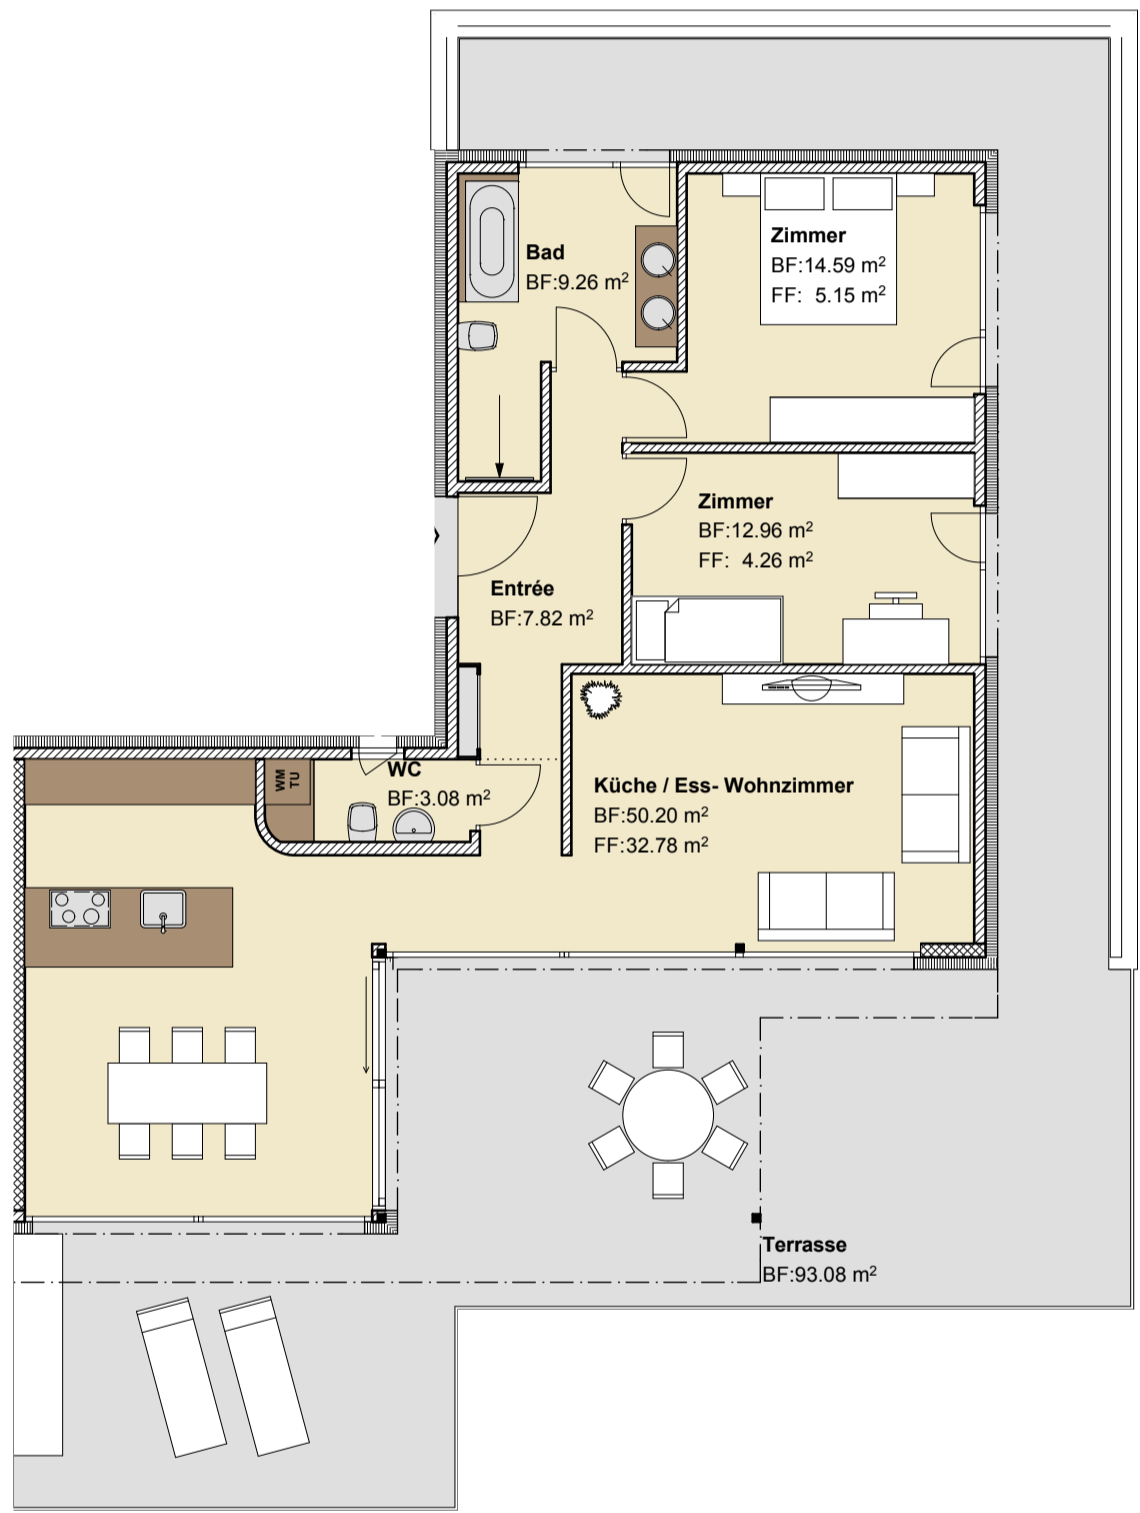 Bad
BF:9.26 m²
Zimmer
BF:14.59 m²
FF: 5.15 m²
Zimmer
BF:12.96 m²
FF: 4.26 m²
Entrée
BF:7.82 m²
WC
BF:3.08 m²
WM
TU
Küche / Ess- Wohnzimmer
BF:50.20 m²
FF:32.78 m²
Terrasse
BF:93.08 m²